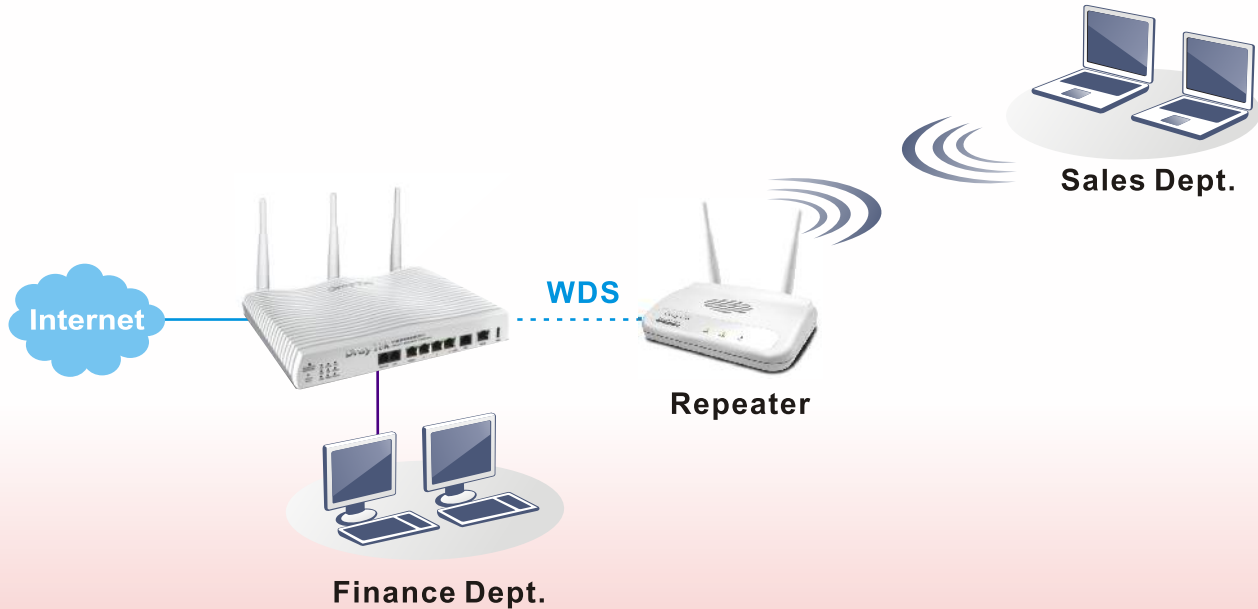 Sales Dept.
Internet
WDS
Repeater
Finance Dept.